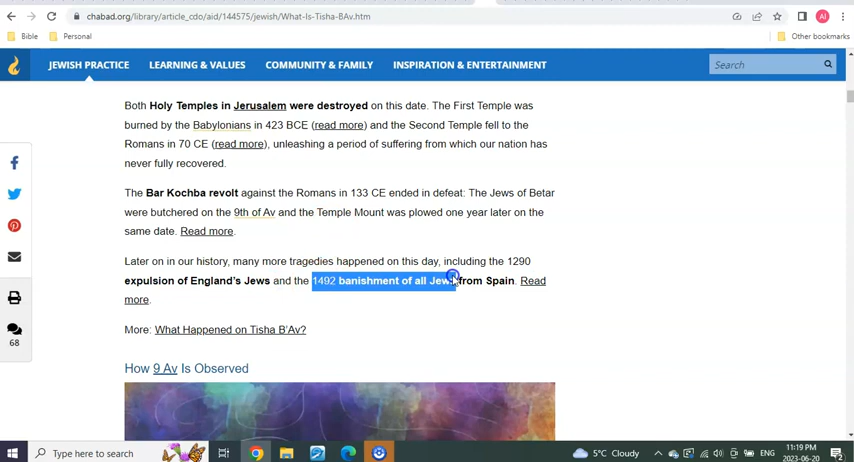 chabad.org/library/article_cdo/aid/144575/jewish/What-Is-Tisha-BAv.htm
AI
Bible
Personal
Other bookmarks
JEWISH PRACTICE
LEARNING & VALUES
COMMUNITY & FAMILY
INSPIRATION & ENTERTAINMENT
Search
Both Holy Temples in Jerusalem were destroyed on this date. The First Temple was
burned by the Babylonians in 423 BCE (read more) and the Second Temple fell to the
Romans in 70 CE (read more), unleashing a period of suffering from which our nation has
never fully recovered.
The Bar Kochba revolt against the Romans in 133 CE ended in defeat: The Jews of Betar
were butchered on the 9th of Av and the Temple Mount was plowed one year later on the
same date. Read more.
Later on in our history, many more tragedies happened on this day, including the 1290
expulsion of England's Jews and the 1492 banishment of all Jews from Spain. Read
more.
68
More: What Happened on Tisha B'Av?
How 9 Av Is Observed
Type here to search
5°C Cloudy
ENG
11:19 PM
2023-06-20
2